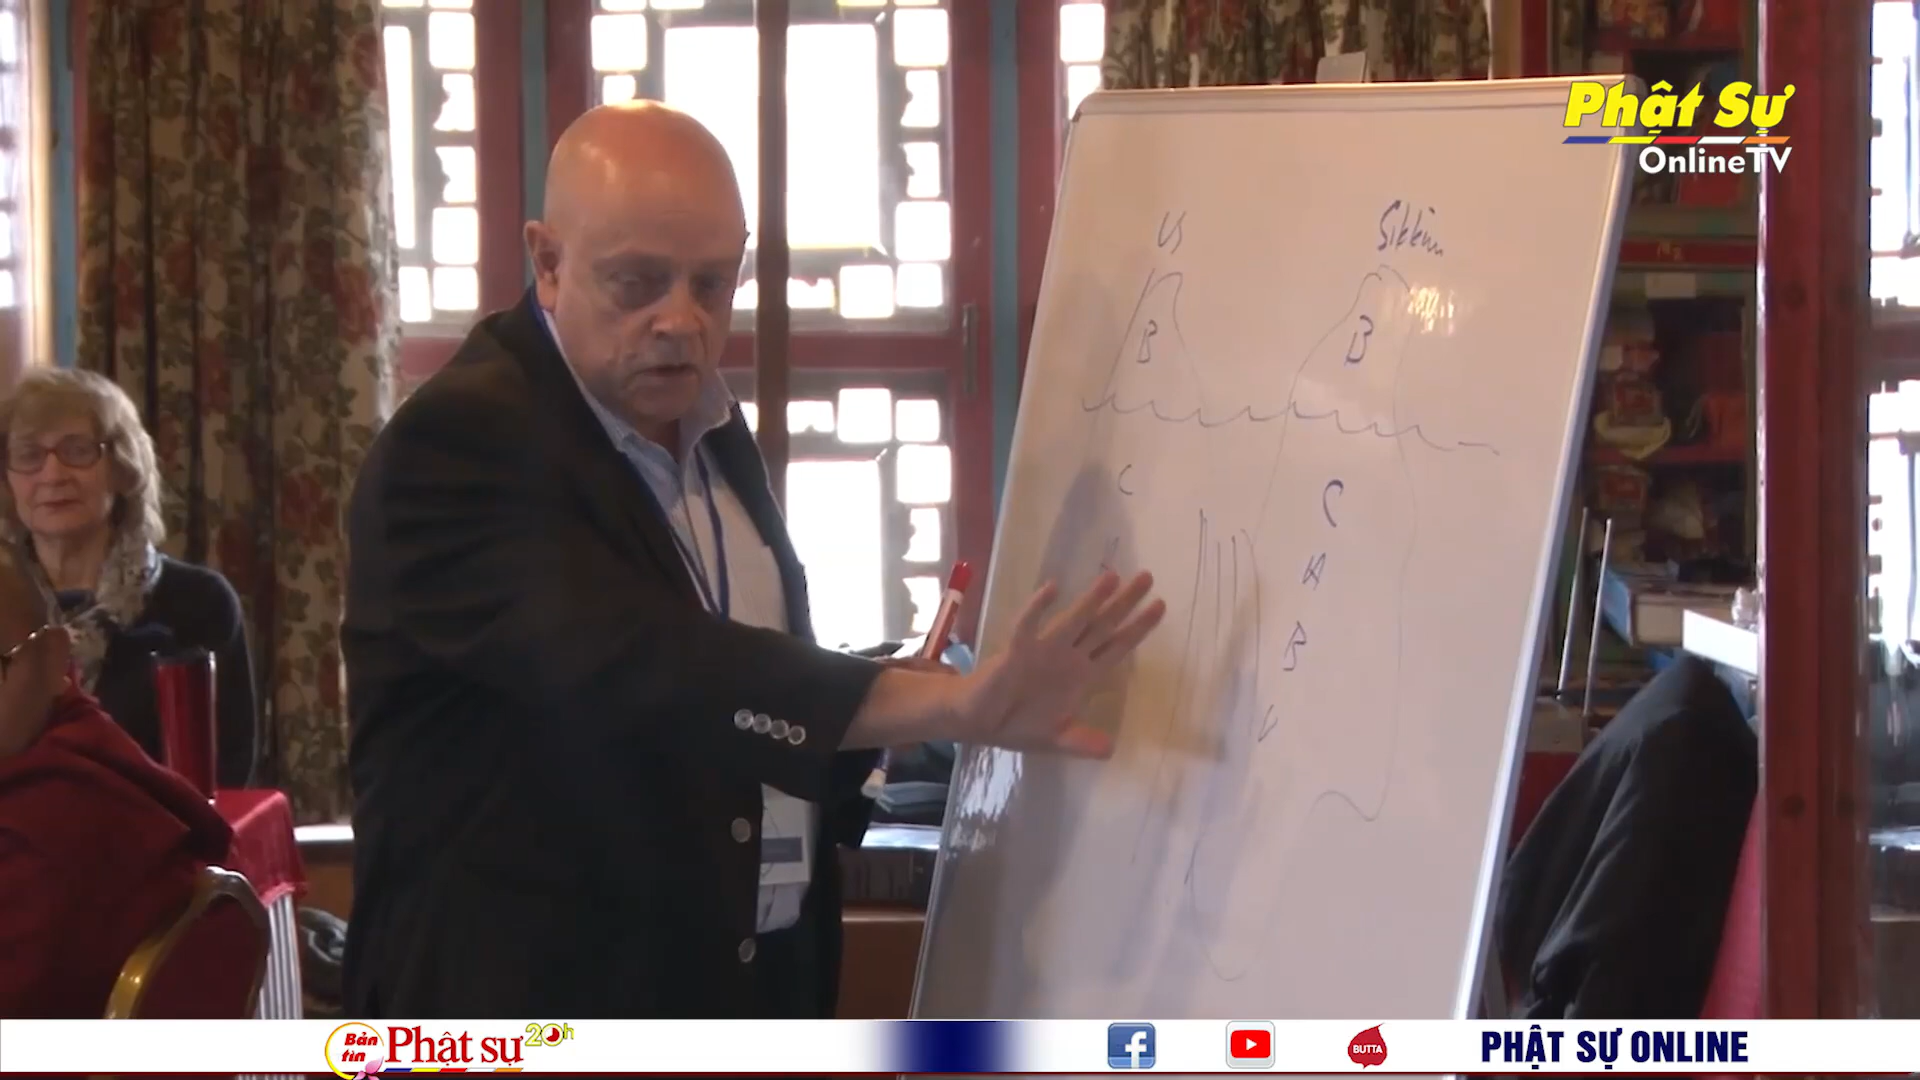 Phật Sự
OnlineTV
US Sikkim
B B
C C
A
B
Bản tin Phật sự 20h
BUTTA
PHẬT SỰ ONLINE